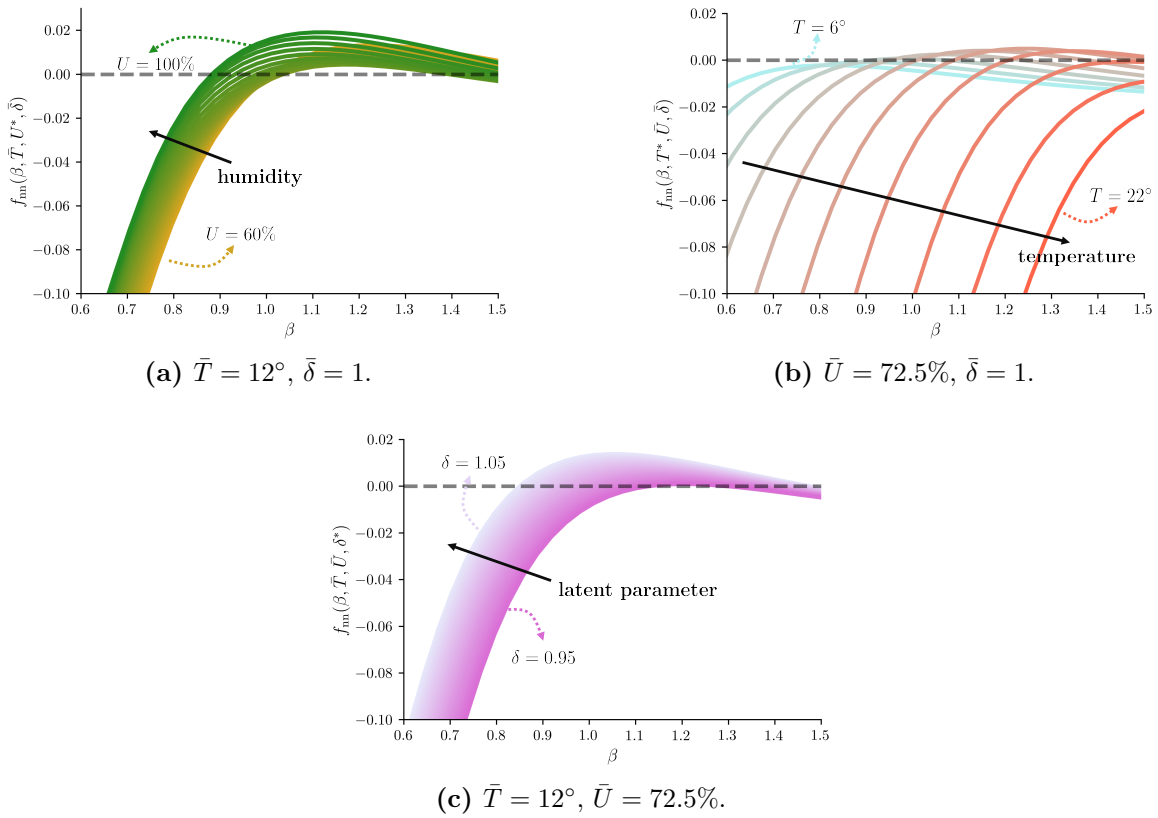 0.02
0.00
−0.02
−0.04
−0.06
−0.08
−0.10
0.6 0.7 0.8 0.9 1.0 1.1 1.2 1.3 1.4 1.5
β
f_nn(β, T̄, U*, δ̄)
U = 100%
humidity
U = 60%
(a) T̄ = 12°, δ̄ = 1.
0.02
0.00
−0.02
−0.04
−0.06
−0.08
−0.10
0.6 0.7 0.8 0.9 1.0 1.1 1.2 1.3 1.4 1.5
β
f_nn(β, T*, Ū, δ̄)
T = 6°
T = 22°
temperature
(b) Ū = 72.5%, δ̄ = 1.
0.02
0.00
−0.02
−0.04
−0.06
−0.08
−0.10
0.6 0.7 0.8 0.9 1.0 1.1 1.2 1.3 1.4 1.5
β
f_nn(β, T̄, Ū, δ*)
δ = 1.05
latent parameter
δ = 0.95
(c) T̄ = 12°, Ū = 72.5%.